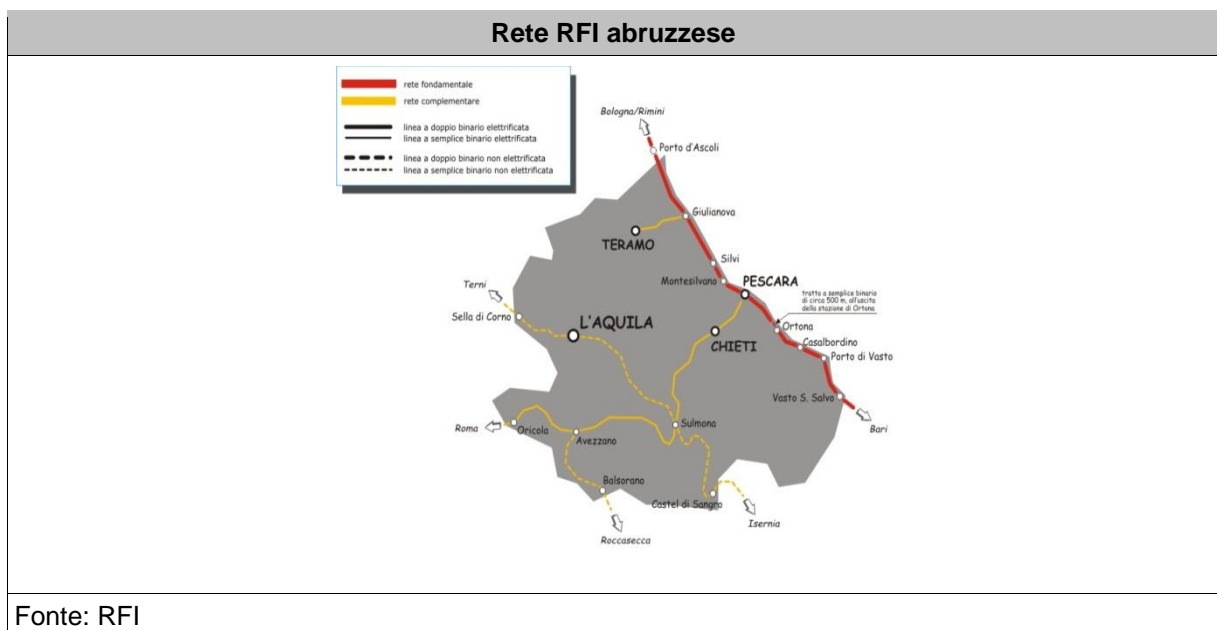 Rete RFI abruzzese
rete fondamentale
rete complementare
linea a doppio binario elettrificata
linea a semplice binario elettrificata
linea a doppio binario non elettrificata
linea a semplice binario non elettrificata
Bologna/Rimini
Porto d'Ascoli
Giulianova
TERAMO
Silvi
Montesilvano
PESCARA
tratto a semplice binario
di circa 500 m, all'uscita
della stazione di Ortona
Terni
Sella di Corno
L'AQUILA
Ortona
CHIETI
Casalbordino
Porto di Vasto
Vasto S. Salvo
Bari
Roma
Oricola
Avezzano
Sulmona
Balsorano
Castel di Sangro
Isernia
Roccasecca
Fonte: RFI